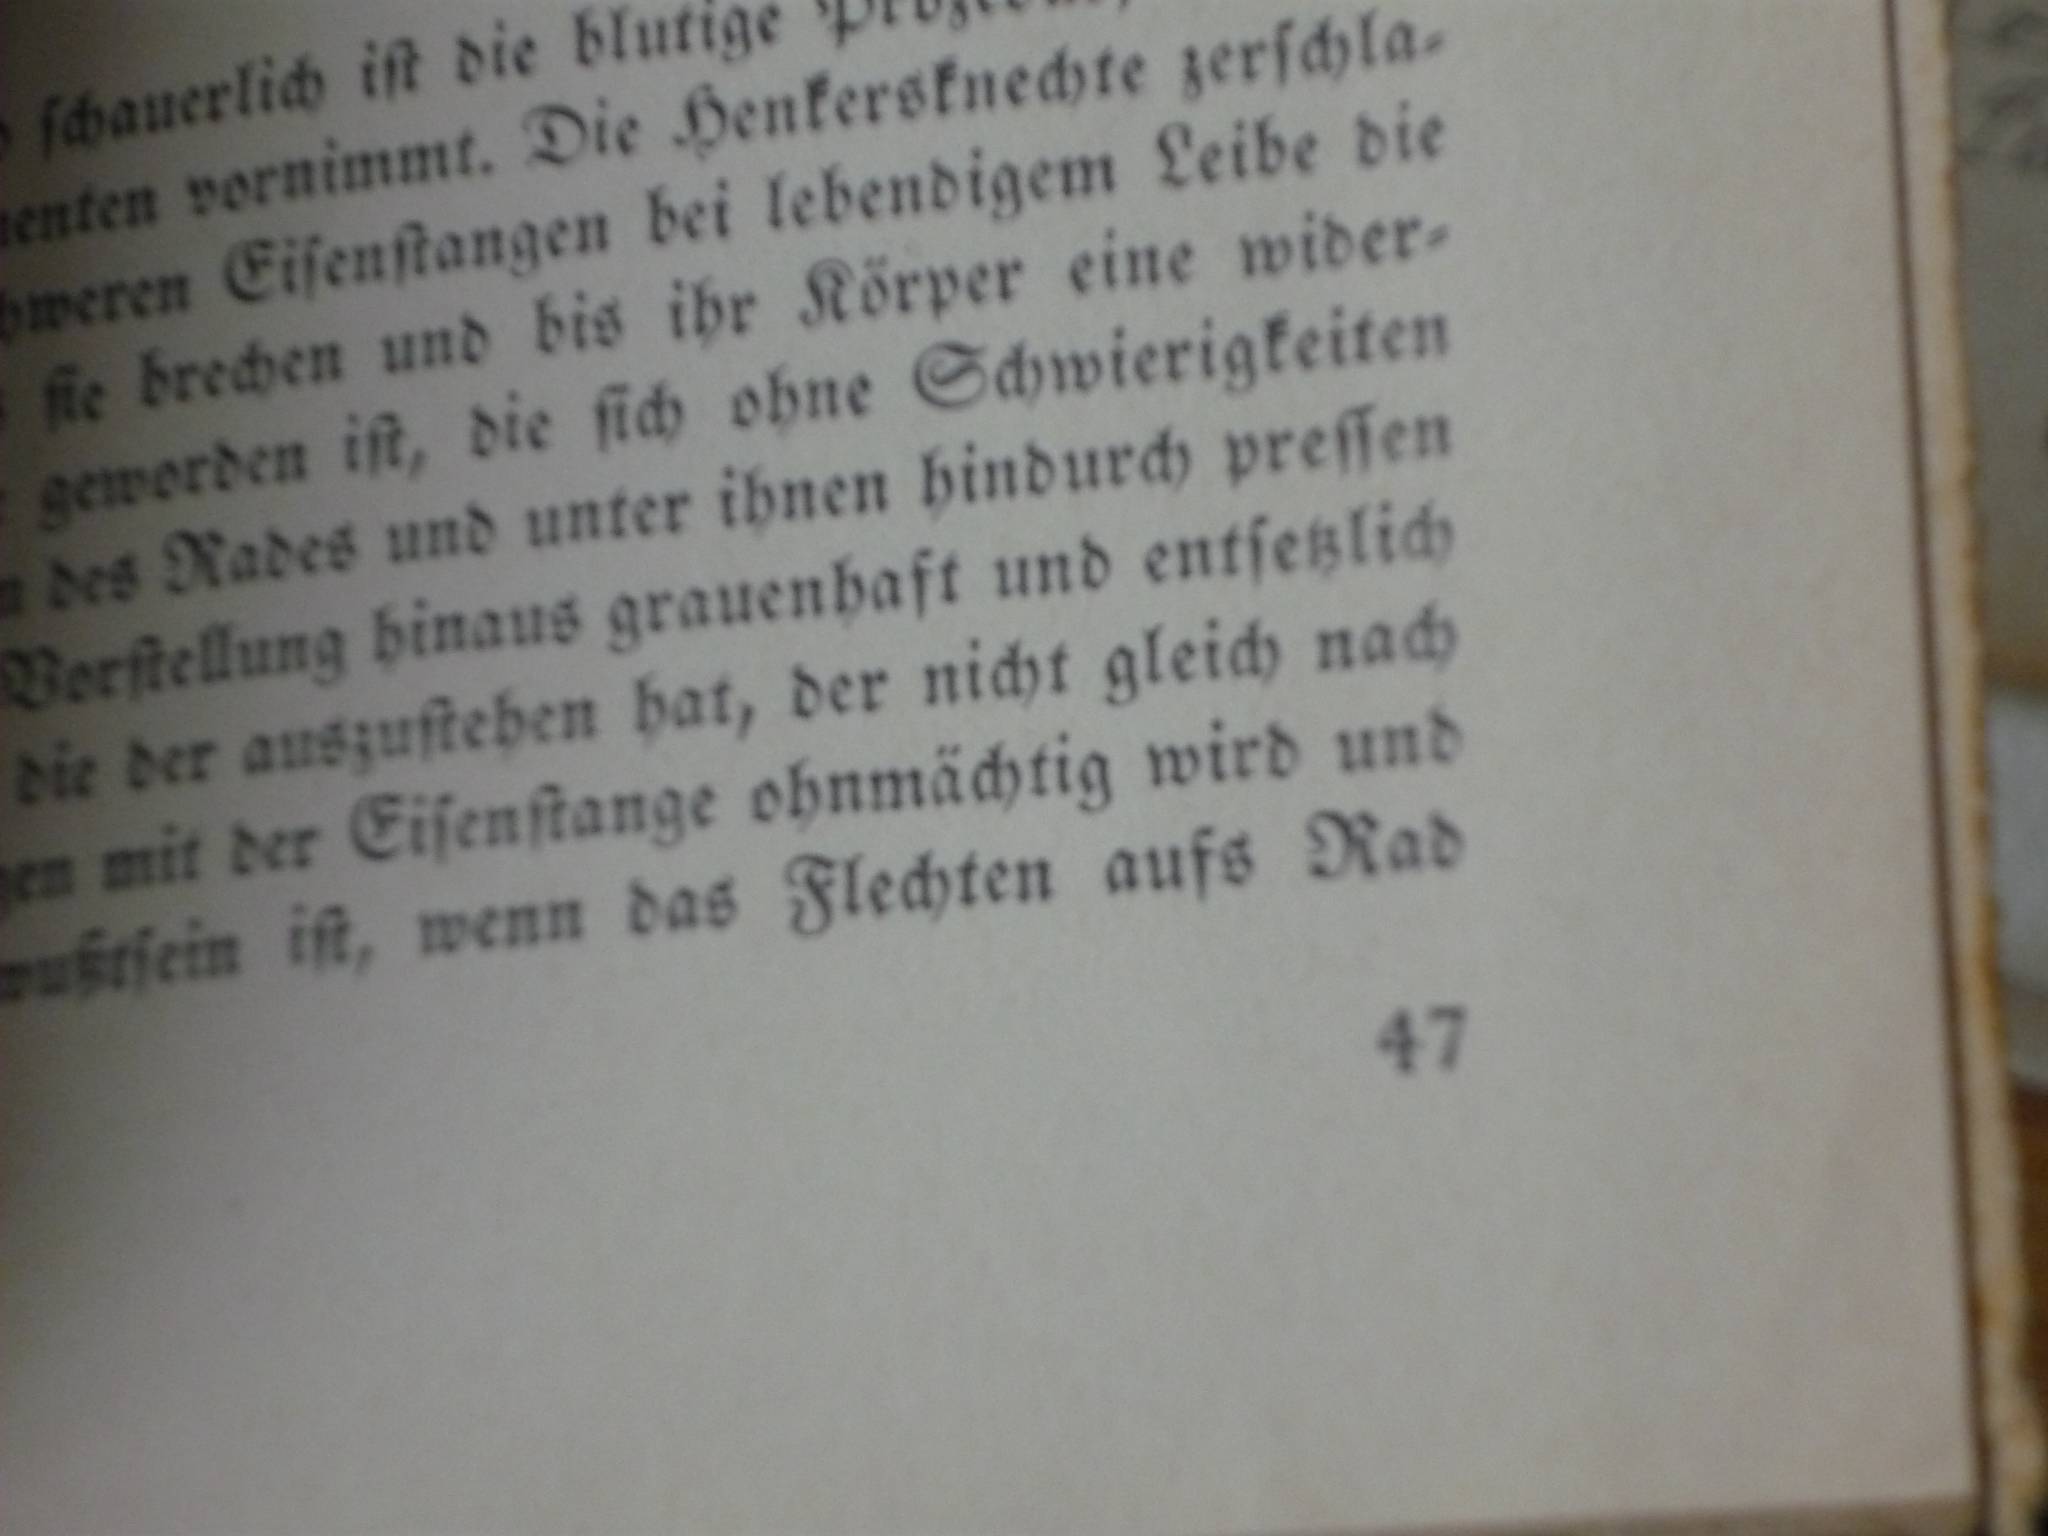 schauerlich ist die blutige
vornimmt. Die Henkersknechte zerschla-
Eisenstangen bei lebendigem Leibe die
sie brechen und bis ihr Körper eine wider-
geworden ist, die sich ohne Schwierigkeiten
des Rades und unter ihnen hindurch pressen
Vorstellung hinaus grauenhaft und entsetzlich
die der auszustehen hat, der nicht gleich nach
mit der Eisenstange ohnmächtig wird und
ist, wenn das Flechten aufs Rad
47